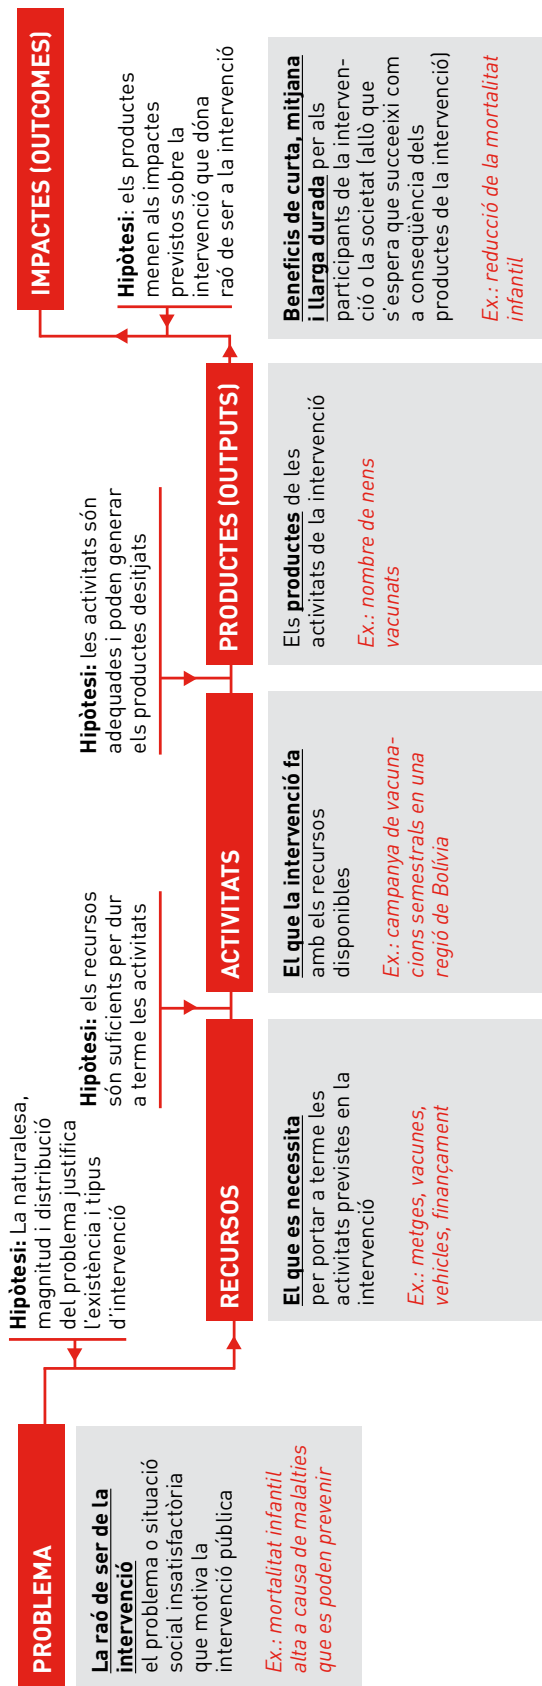 PROBLEMA
La raó de ser de la
intervenció
el problema o situació
social insatisfactòria
que motiva la
intervenció pública
Ex.: mortalitat infantil
alta a causa de malalties
que es poden prevenir
Hipòtesi: La naturalesa,
magnitud i distribució
del problema justifica
l'existència i tipus
d'intervenció
RECURSOS
El que es necessita
per portar a terme les
activitats previstes en la
intervenció
Ex.: metges, vacunes,
vehicles, finançament
Hipòtesi: els recursos
són suficients per dur
a terme les activitats
ACTIVITATS
El que la intervenció fa
amb els recursos
disponibles
Ex.: campanya de vacuna-
cions semestrals en una
regió de Bolívia
Hipòtesi: les activitats són
adequades i poden generar
els productes desitjats
PRODUCTES (OUTPUTS)
Els productes de les
activitats de la intervenció
Ex.: nombre de nens
vacunats
Hipòtesi: els productes
menen als impactes
previstos sobre la
intervenció que dóna
raó de ser a la intervenció
IMPACTES (OUTCOMES)
Beneficis de curta, mitjana
i llarga durada per als
participants de la interven-
ció o la societat (allò que
s'espera que succeeixi com
a conseqüència dels
productes de la intervenció)
Ex.: reducció de la mortalitat
infantil